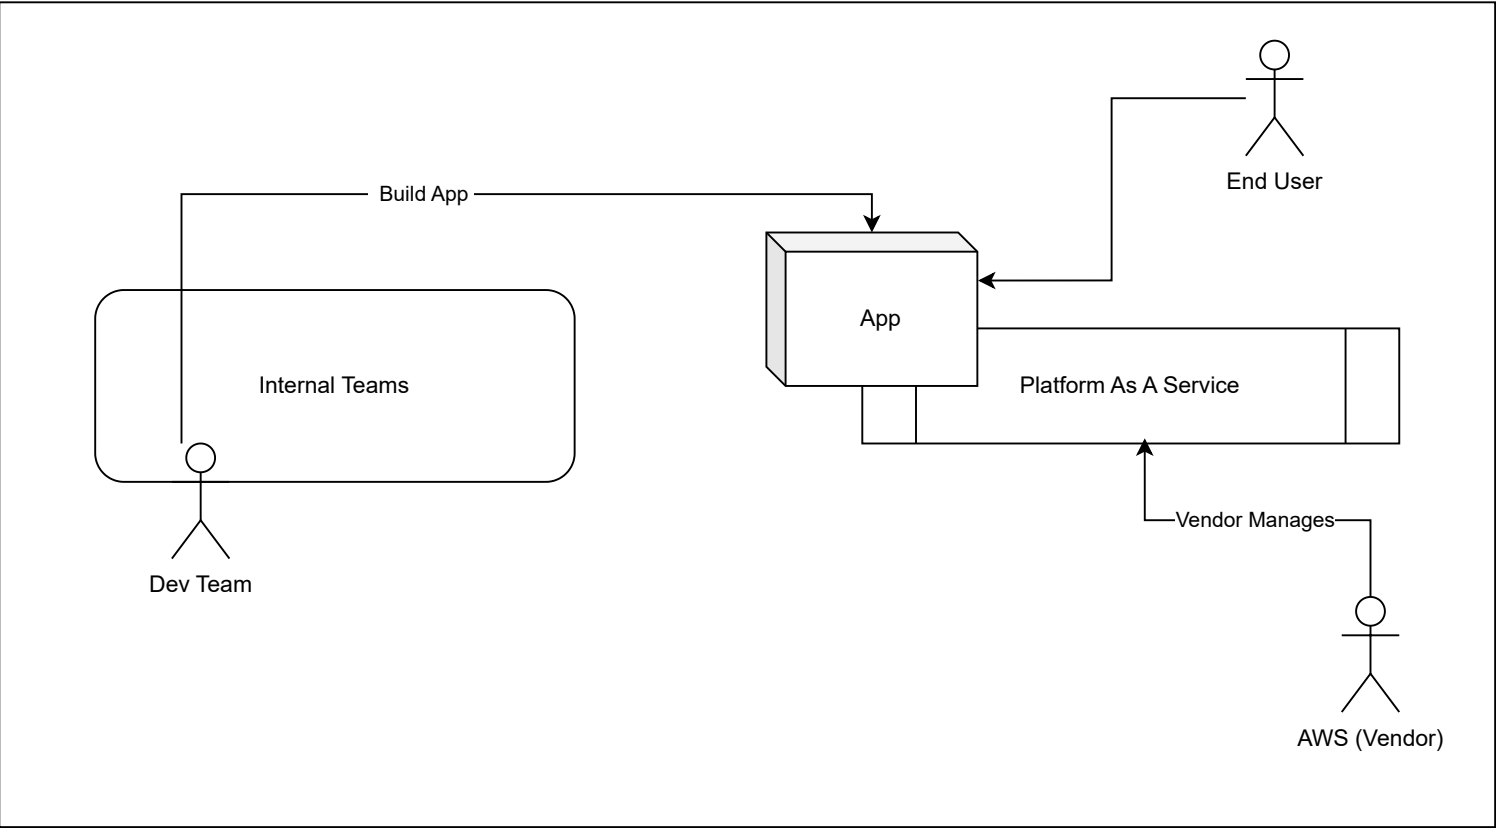 End User
Build App
App
Internal Teams
Platform As A Service
Vendor Manages
Dev Team
AWS (Vendor)